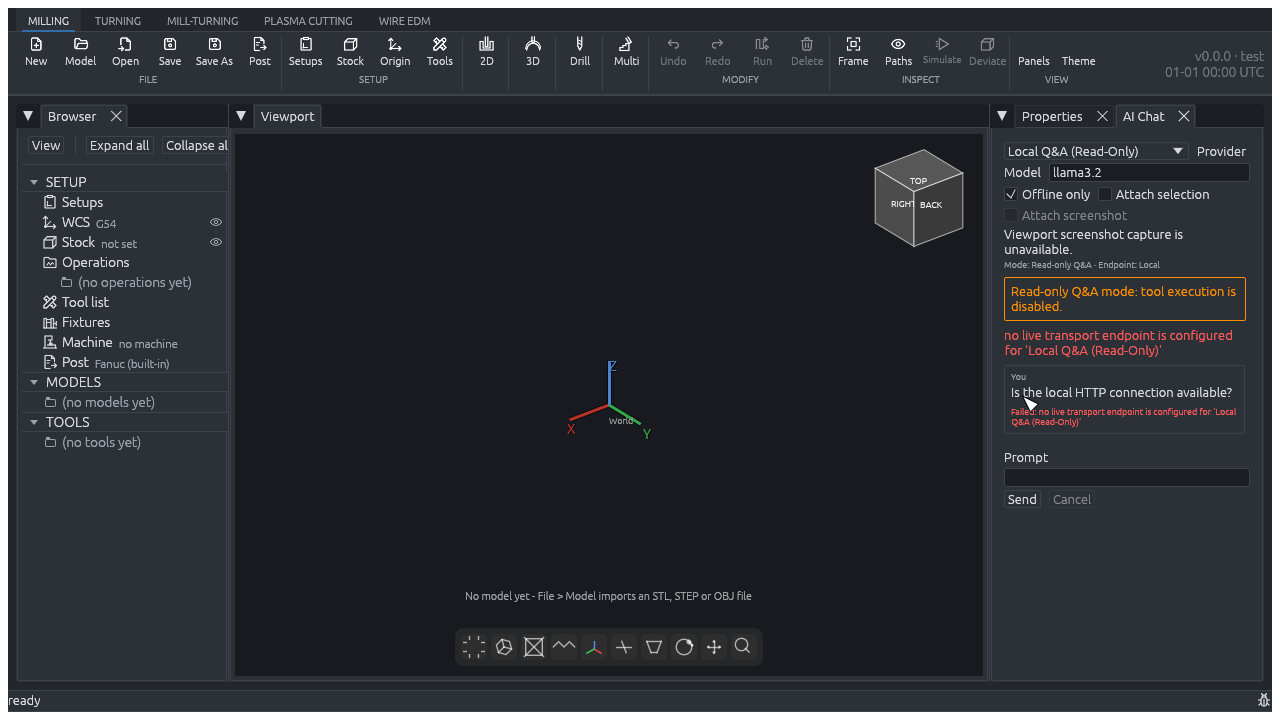 MILLING TURNING MILL-TURNING PLASMA CUTTING WIRE EDM
New Model Open Save Save As Post Setups Stock Origin Tools 2D 3D Drill Multi Undo Redo Run Delete Frame Paths Simulate Deviate Panels Theme
FILE SETUP MODIFY INSPECT VIEW
v0.0.0 · test
01-01 00:00 UTC
Browser
View Expand all Collapse al
SETUP
Setups
WCS G54
Stock not set
Operations
(no operations yet)
Tool list
Fixtures
Machine no machine
Post Fanuc (built-in)
MODELS
(no models yet)
TOOLS
(no tools yet)
Viewport
TOP
RIGHT BACK
Z
World
X
Y
No model yet - File > Model imports an STL, STEP or OBJ file
Properties AI Chat
Local Q&A (Read-Only) Provider
Model llama3.2
Offline only Attach selection
Attach screenshot
Viewport screenshot capture is
unavailable.
Mode: Read-only Q&A · Endpoint: Local
Read-only Q&A mode: tool execution is
disabled.
no live transport endpoint is configured
for 'Local Q&A (Read-Only)'
You
Is the local HTTP connection available?
Failed: no live transport endpoint is configured for 'Local
Q&A (Read-Only)'
Prompt
Send Cancel
ready